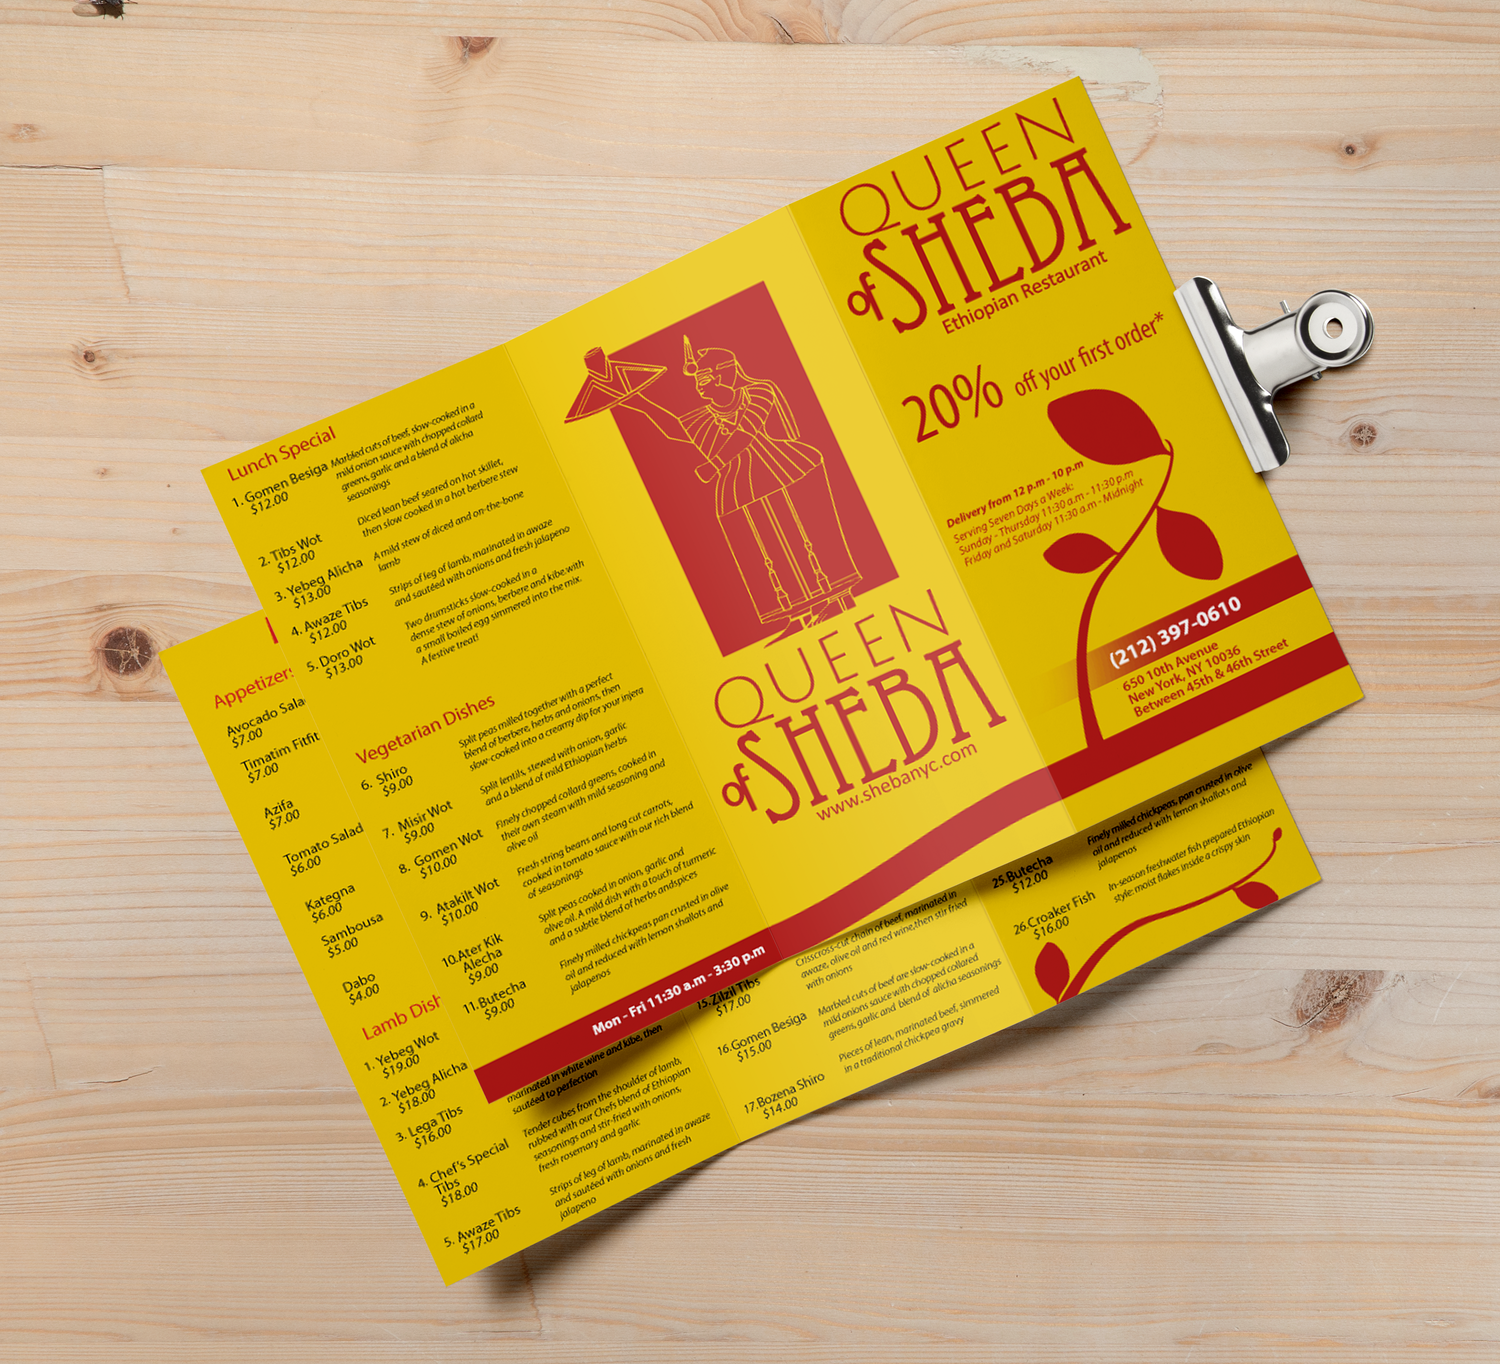 Lunch Special
1. Gomen Besiga
$12.00
Marbled cuts of beef, slow-cooked in a
mild onion sauce with chopped collard
greens, garlic and a blend of alicha
seasonings
2. Tibs Wot
$12.00
Diced lean beef seared on hot skillet,
then slow cooked in a hot berbere stew
3. Yebeg Alicha
$13.00
A mild stew of diced and on-the-bone
lamb
4. Awaze Tibs
$12.00
Strips of leg of lamb, marinated in awaze
and sautéed with onions and fresh jalapeno
5. Doro Wot
$13.00
Two drumsticks slow-cooked in a
dense stew of onions, berbere and kibe.with
a small boiled egg simmered into the mix.
A festive treat!
Vegetarian Dishes
6. Shiro
$9.00
Split peas milled together with a perfect
blend of berbere, herbs and onions, then
slow-cooked into a creamy dip for your injera
7. Misir Wot
$9.00
Split lentils, stewed with onion, garlic
and a blend of mild Ethiopian herbs
8. Gomen Wot
$10.00
Finely chopped collard greens, cooked in
their own steam with mild seasoning and
olive oil
9. Atakilt Wot
$10.00
Fresh string beans and long cut carrots,
cooked in tomato sauce with our rich blend
of seasonings
10.Ater Kik
Alecha
$9.00
Split peas cooked in onion, garlic and
olive oil. A mild dish with a touch of turmeric
and a subtle blend of herbs andspices
11.Butecha
$9.00
Finely milled chickpeas pan crusted in olive
oil and reduced with lemon shallots and
jalapenos
Mon - Fri 11:30 a.m - 3:30 p.m
QUEEN
of SHEBA
www.shebanyc.com
QUEEN
of SHEBA
Ethiopian Restaurant
20% off your first order*
Delivery from 12 p.m - 10 p.m
Serving Seven Days a Week:
Sunday - Thursday 11:30 a.m - 11:30 p.m
Friday and Saturday 11:30 a.m - Midnight
(212) 397-0610
650 10th Avenue
New York, NY 10036
Between 45th & 46th Street
Appetizers
Avocado Sala
$7.00
Timatim Fitfit
$7.00
Azifa
$7.00
Tomato Salad
$6.00
Kategna
$6.00
Sambousa
$5.00
Dabo
$4.00
Lamb Dish
1. Yebeg Wot
$19.00
2. Yebeg Alicha
$18.00
3. Lega Tibs
$16.00
marinated in white wine and kibe, then
sautéed to perfection
4. Chef's Special
Tibs
$18.00
Tender cubes from the shoulder of lamb,
rubbed with our Chefs blend of Ethiopian
seasonings and stir-fried with onions,
fresh rosemary and garlic
5. Awaze Tibs
$17.00
Strips of leg of lamb, marinated in awaze
and sautéed with onions and fresh
jalapeno
15.Zilzil Tibs
$17.00
Crisscross-cut chain of beef, marinated in
awaze, olive oil and red wine,then stir fried
with onions
16.Gomen Besiga
$15.00
Marbled cuts of beef are slow-cooked in a
mild onions sauce with chopped collard
greens, garlic and blend of alicha seasonings
17.Bozena Shiro
$14.00
Pieces of lean, marinated beef, simmered
in a traditional chickpea gravy
25.Butecha
$12.00
Finely milled chickpeas, pan crusted in olive
oil and reduced with lemon shallots and
jalapenos
26.Croaker Fish
$16.00
In-season freshwater fish prepared Ethiopian
style: moist flakes inside a crispy skin